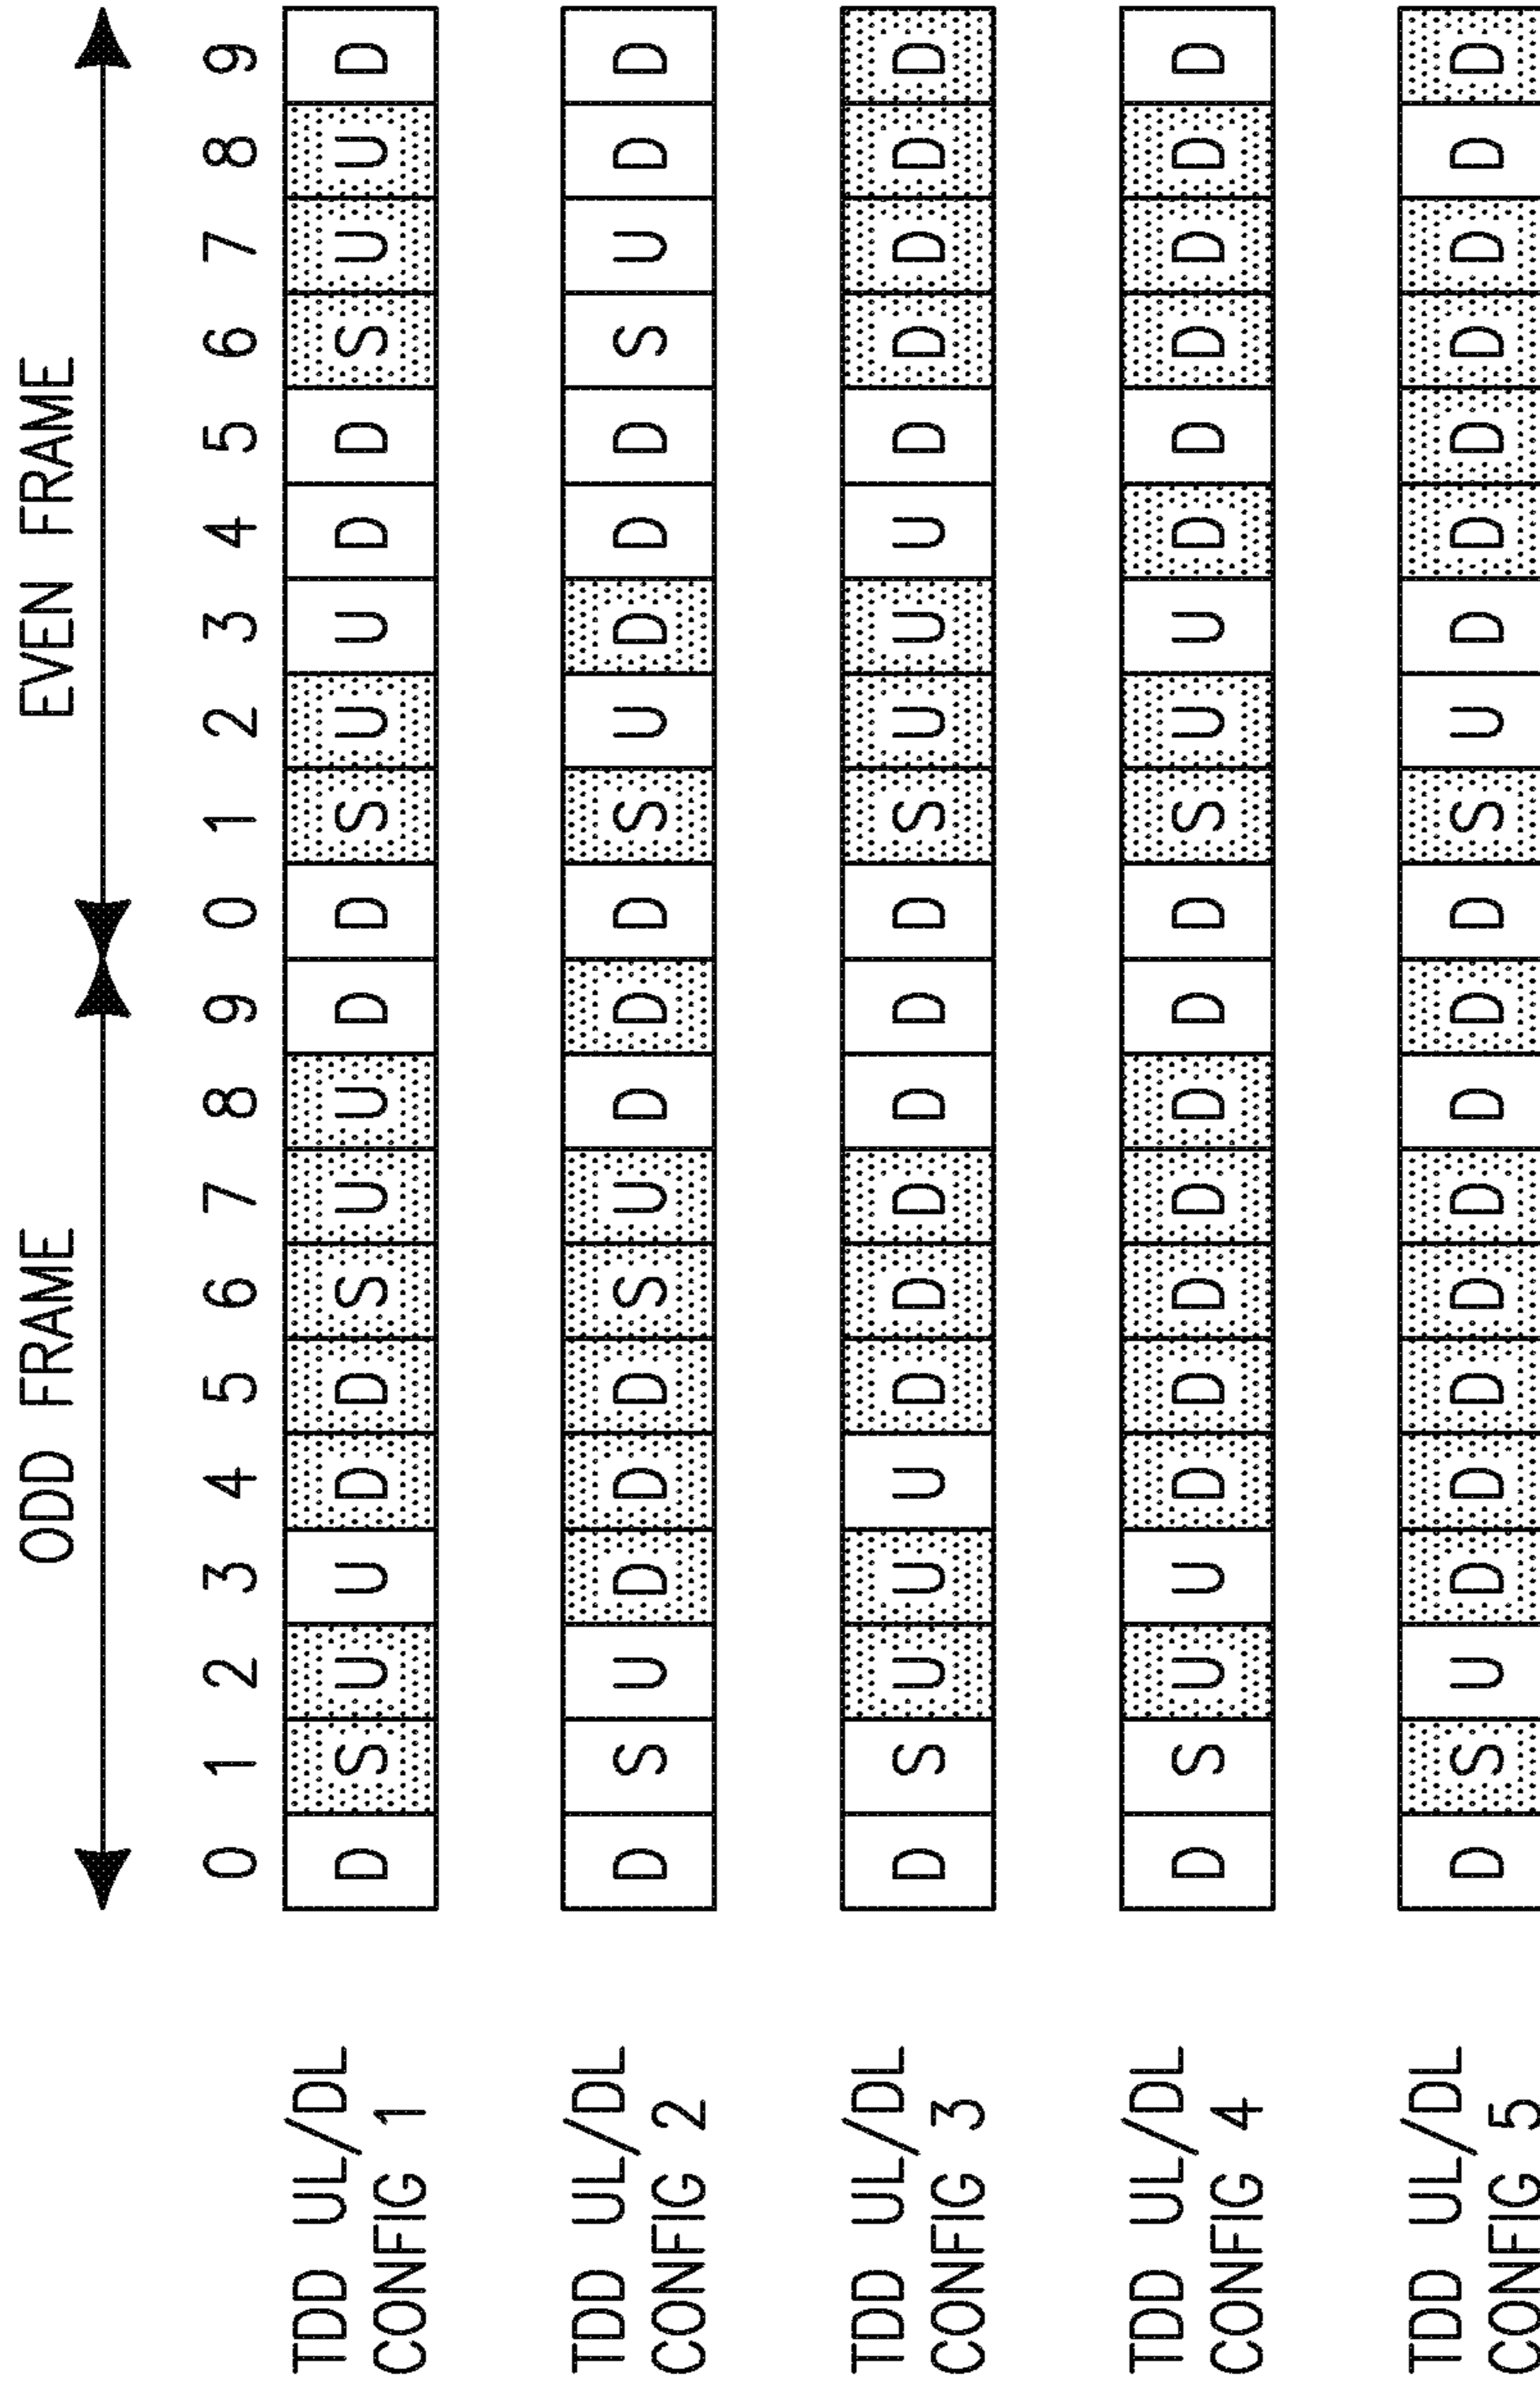 ODD FRAME EVEN FRAME
0 1 2 3 4 5 6 7 8 9 0 1 2 3 4 5 6 7 8 9
TDD UL/DL
CONFIG 1
D S U U D D S U U D D S U U D D S U U D
TDD UL/DL
CONFIG 2
D S U D D D S U D D D S U D D D S U D D
TDD UL/DL
CONFIG 3
D S U U U D D D D D D S U U U D D D D D
TDD UL/DL
CONFIG 4
D S U U D D D D D D D S U U D D D D D D
TDD UL/DL
CONFIG 5
D S U D D D D D D D D S U D D D D D D D